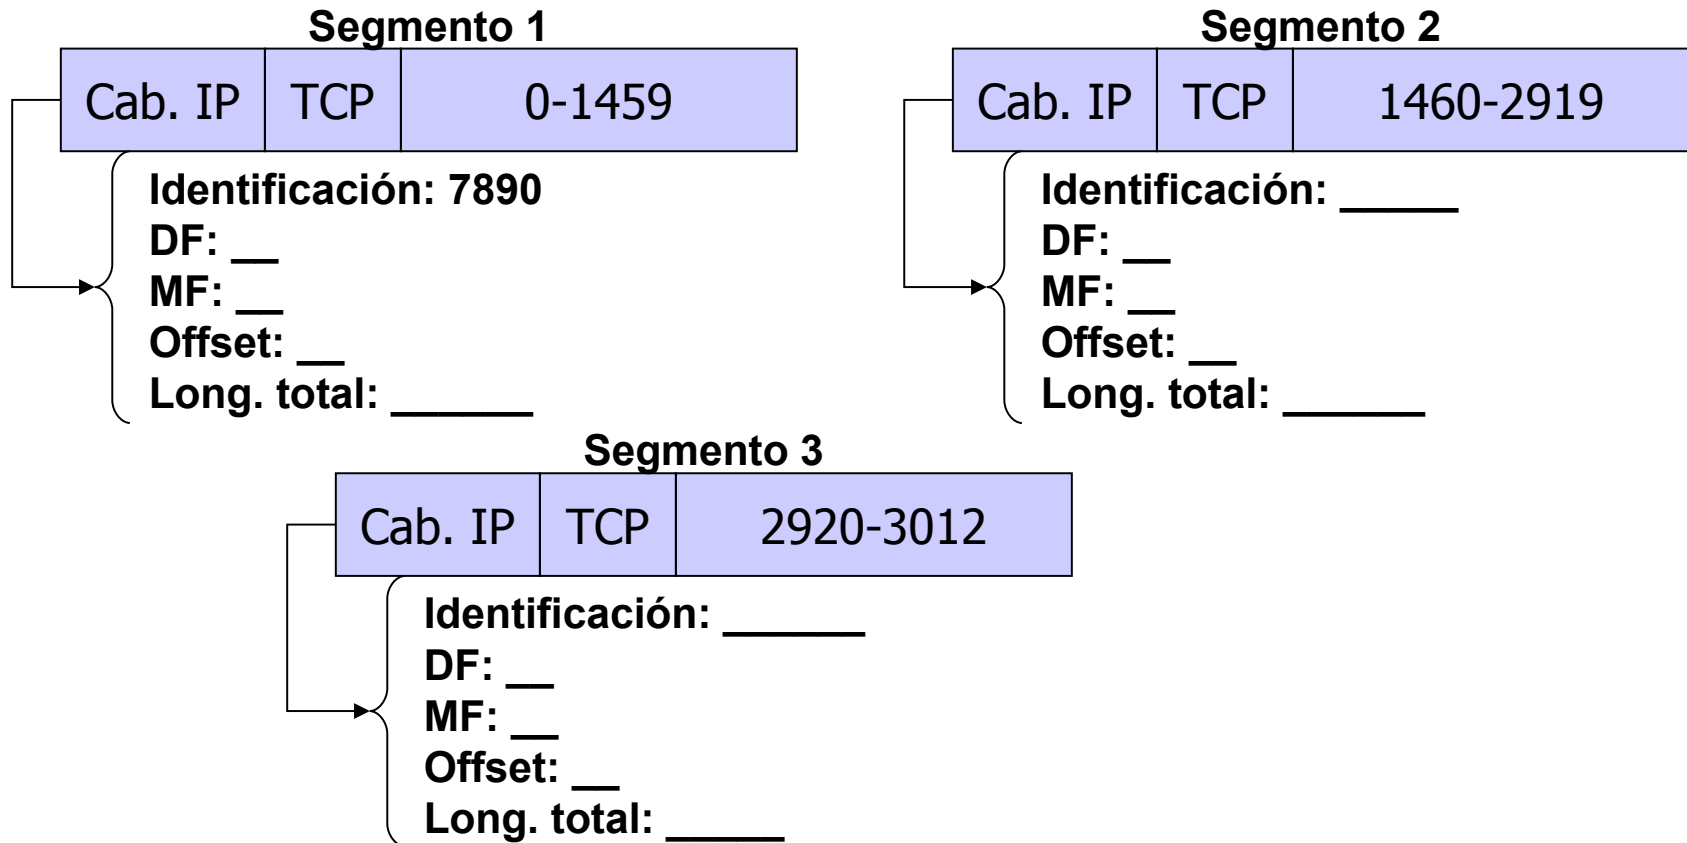 Segmento 1
Cab. IP TCP 0-1459
Identificación: 7890
DF: __
MF: __
Offset: __
Long. total: ______
Segmento 2
Cab. IP TCP 1460-2919
Identificación: _____
DF: __
MF: __
Offset: __
Long. total: ______
Segmento 3
Cab. IP TCP 2920-3012
Identificación: ______
DF: __
MF: __
Offset: __
Long. total: _____